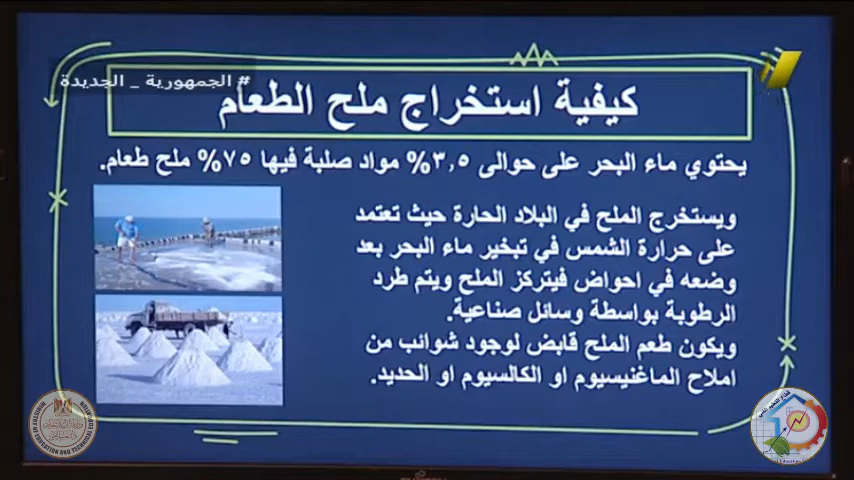 # الجمهورية _ الجديدة
كيفية استخراج ملح الطعام
يحتوي ماء البحر على حوالى ٣,٥% مواد صلبة فيها ٧٥% ملح طعام.
ويستخرج الملح في البلاد الحارة حيث تعتمد
على حرارة الشمس في تبخير ماء البحر بعد
وضعه في احواض فيتركز الملح ويتم طرد
الرطوبة بواسطة وسائل صناعية.
ويكون طعم الملح قابض لوجود شوائب من
املاح الماغنيسيوم او الكالسيوم او الحديد.